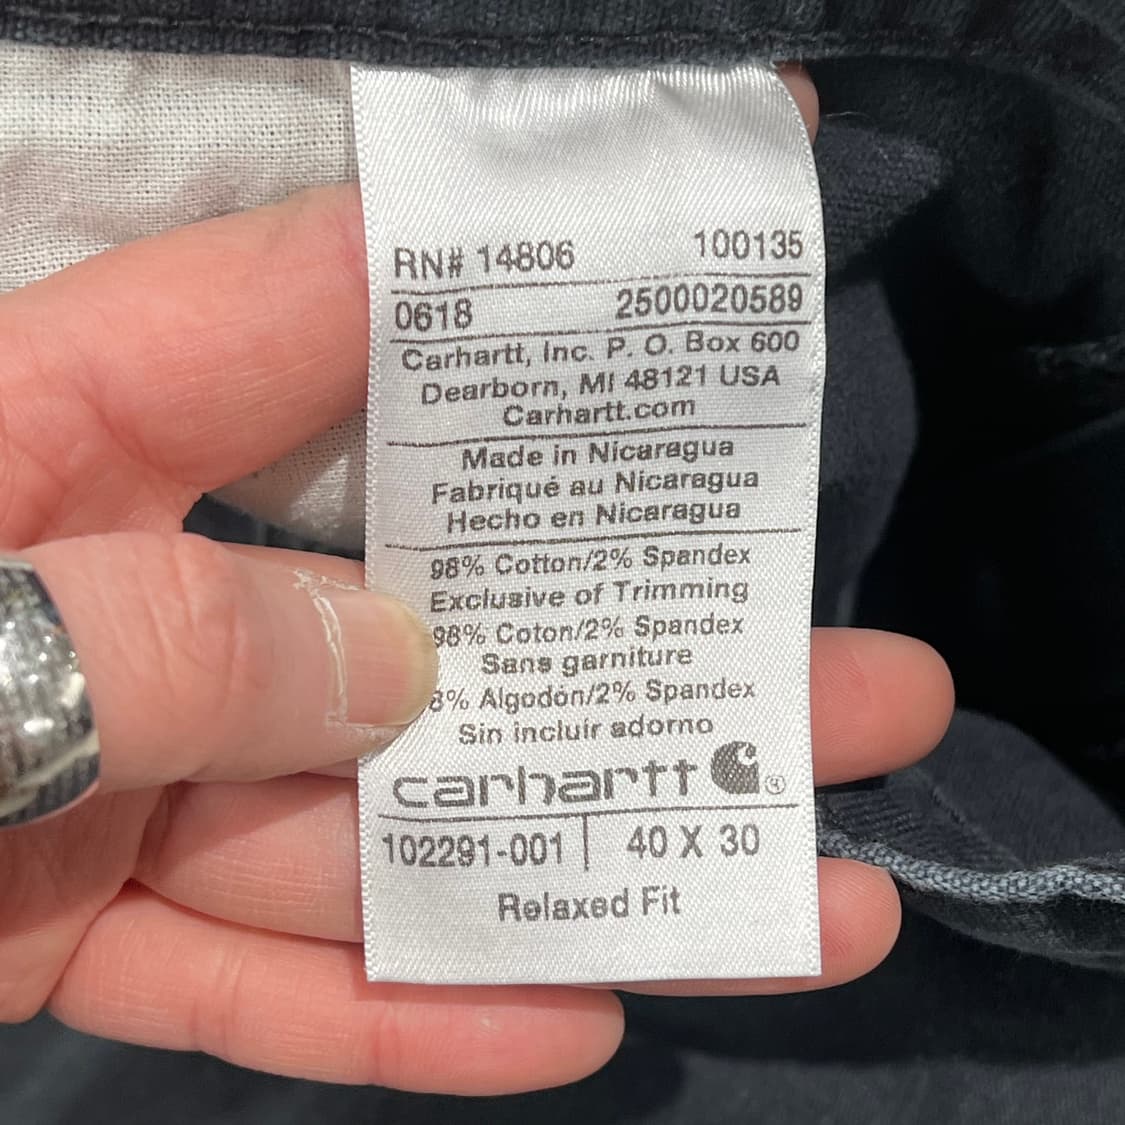 RN# 14806 100135
0618 2500020589
Carhartt, Inc. P. O. Box 600
Dearborn, MI 48121 USA
Carhartt.com
Made in Nicaragua
Fabriqué au Nicaragua
Hecho en Nicaragua
98% Cotton/2% Spandex
Exclusive of Trimming
98% Coton/2% Spandex
Sans garniture
8% Algodón/2% Spandex
Sin incluir adorno
carhartt ®
102291-001 40 X 30
Relaxed Fit